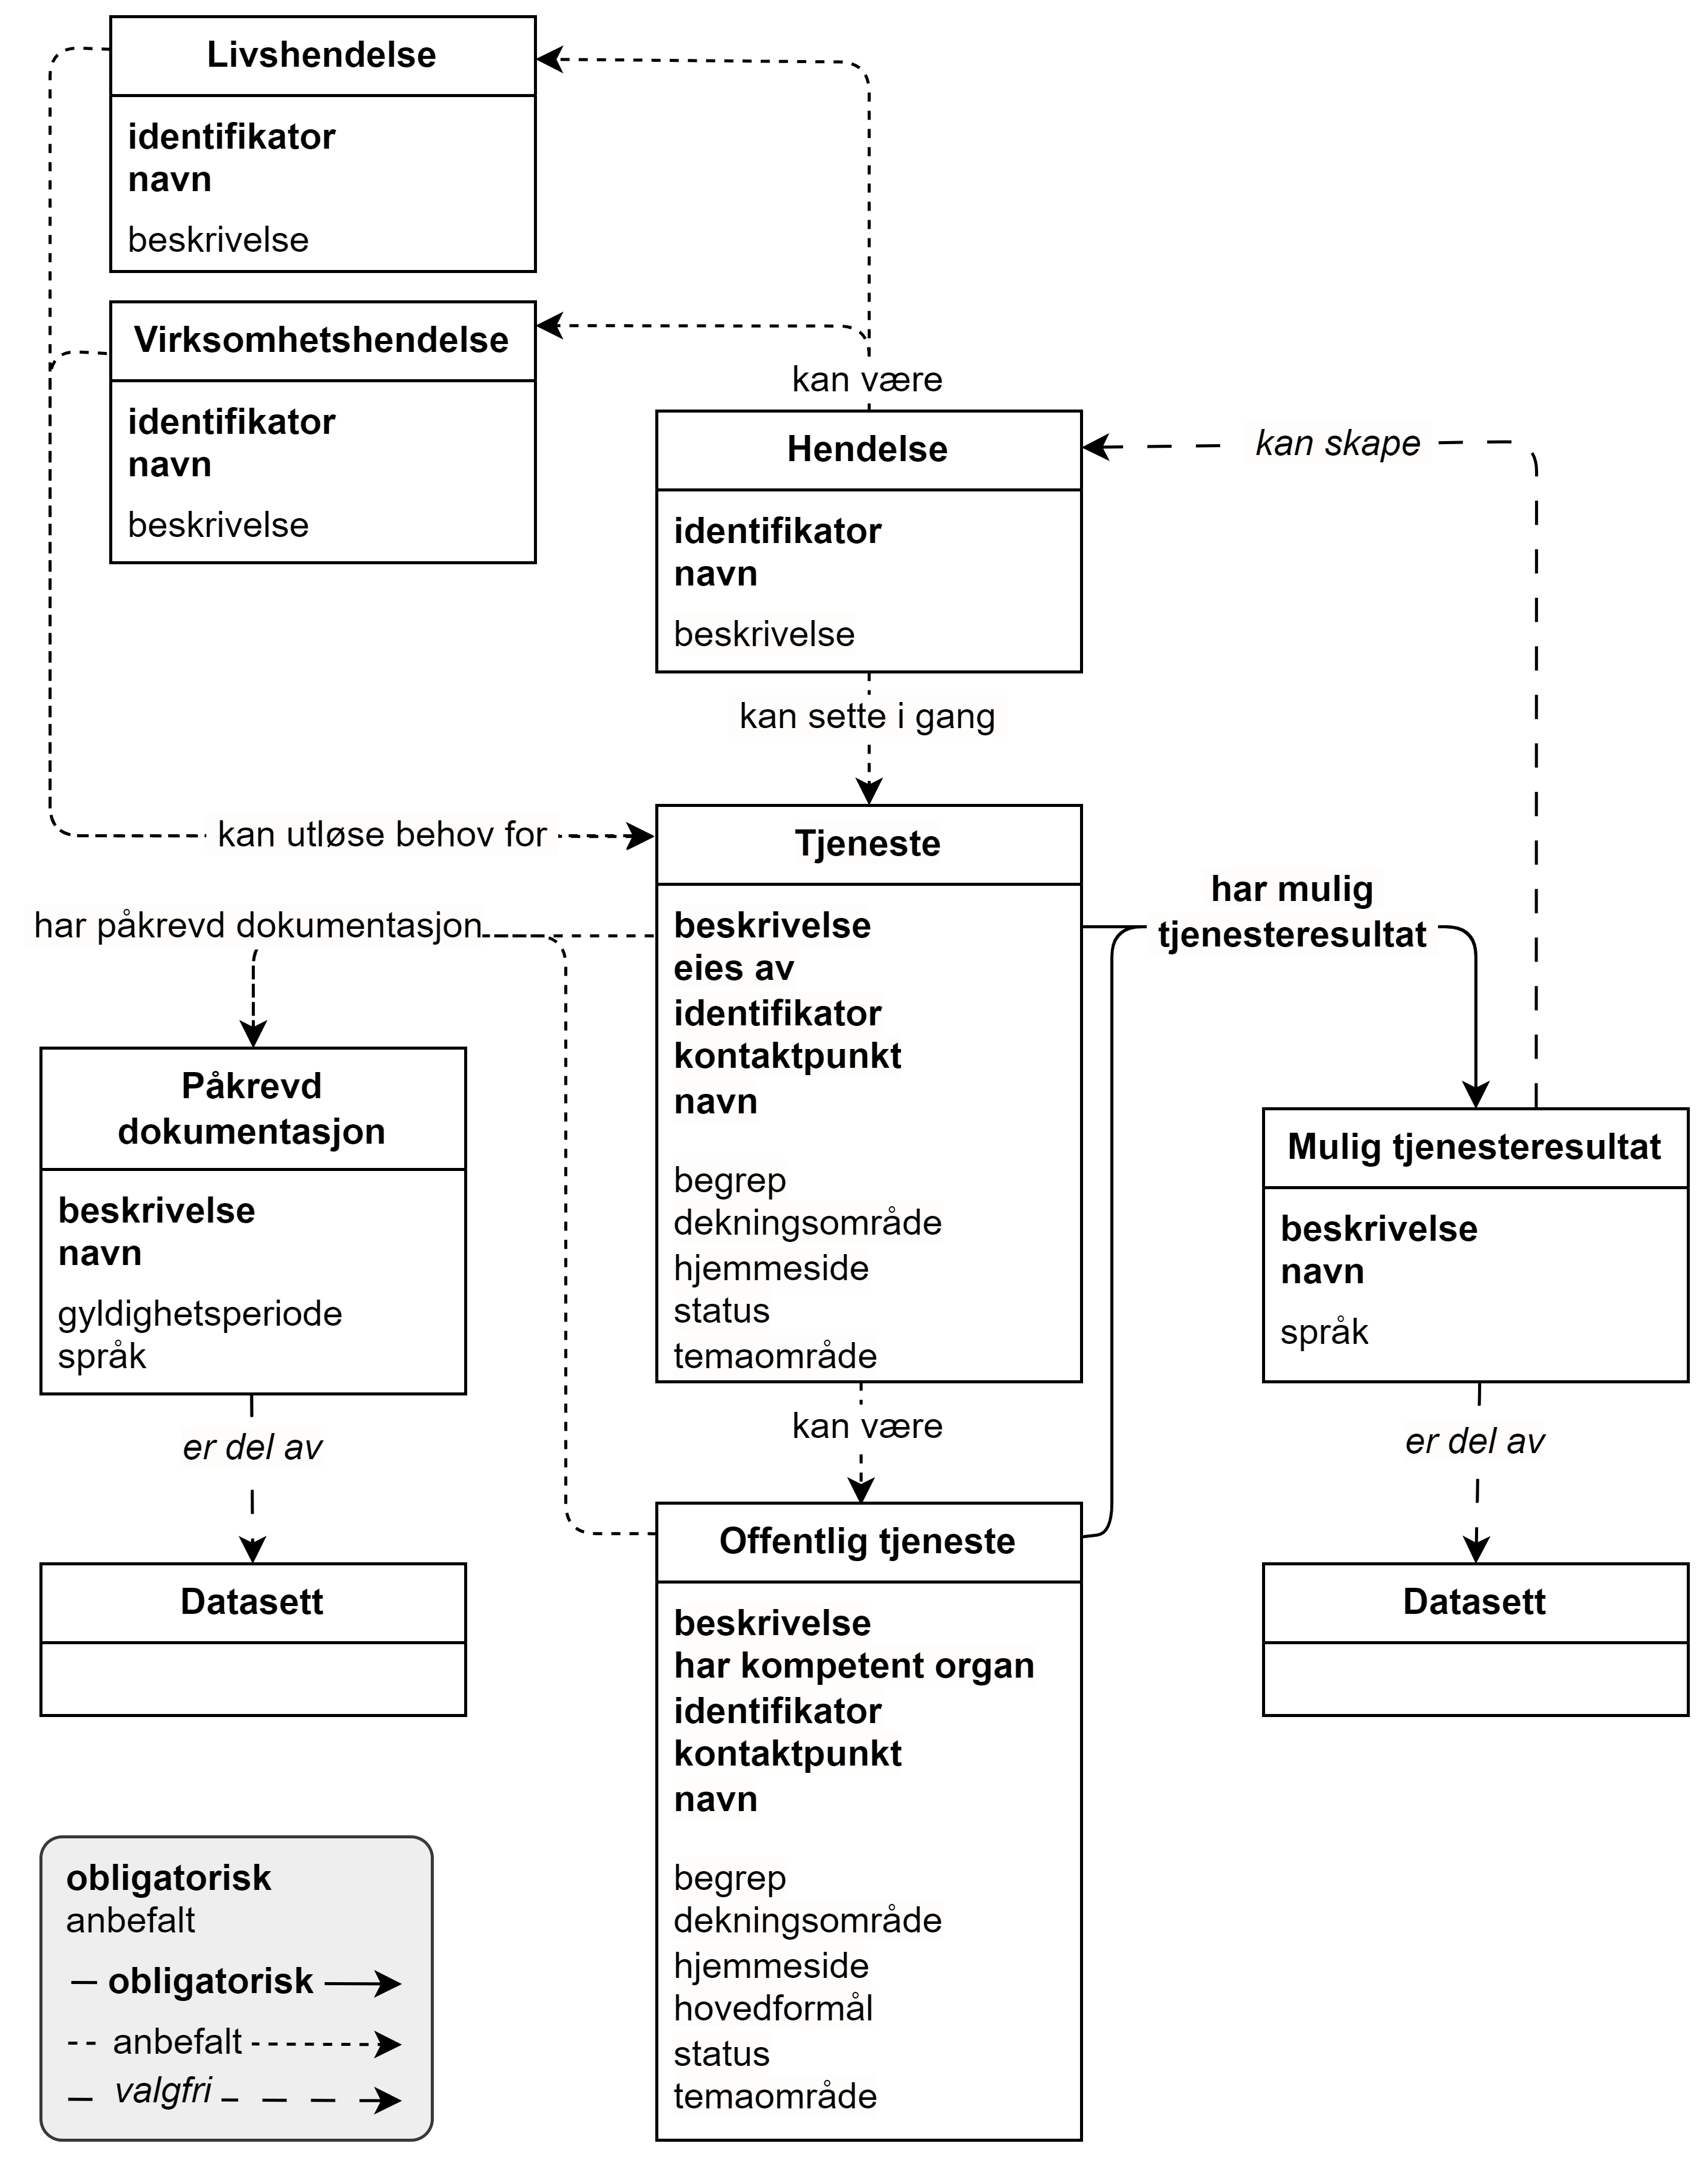 Livshendelse
identifikator
navn
beskrivelse
Virksomhetshendelse
identifikator
navn
beskrivelse
kan være
Hendelse
identifikator
navn
beskrivelse
kan skape
kan sette i gang
kan utløse behov for
Tjeneste
beskrivelse
eies av
identifikator
kontaktpunkt
navn
begrep
dekningsområde
hjemmeside
status
temaområde
har påkrevd dokumentasjon
har mulig
tjenesteresultat
Påkrevd
dokumentasjon
beskrivelse
navn
gyldighetsperiode
språk
Mulig tjenesteresultat
beskrivelse
navn
språk
er del av
kan være
er del av
Datasett
Offentlig tjeneste
beskrivelse
har kompetent organ
identifikator
kontaktpunkt
navn
begrep
dekningsområde
hjemmeside
hovedformål
status
temaområde
Datasett
obligatorisk
anbefalt
obligatorisk
anbefalt
valgfri